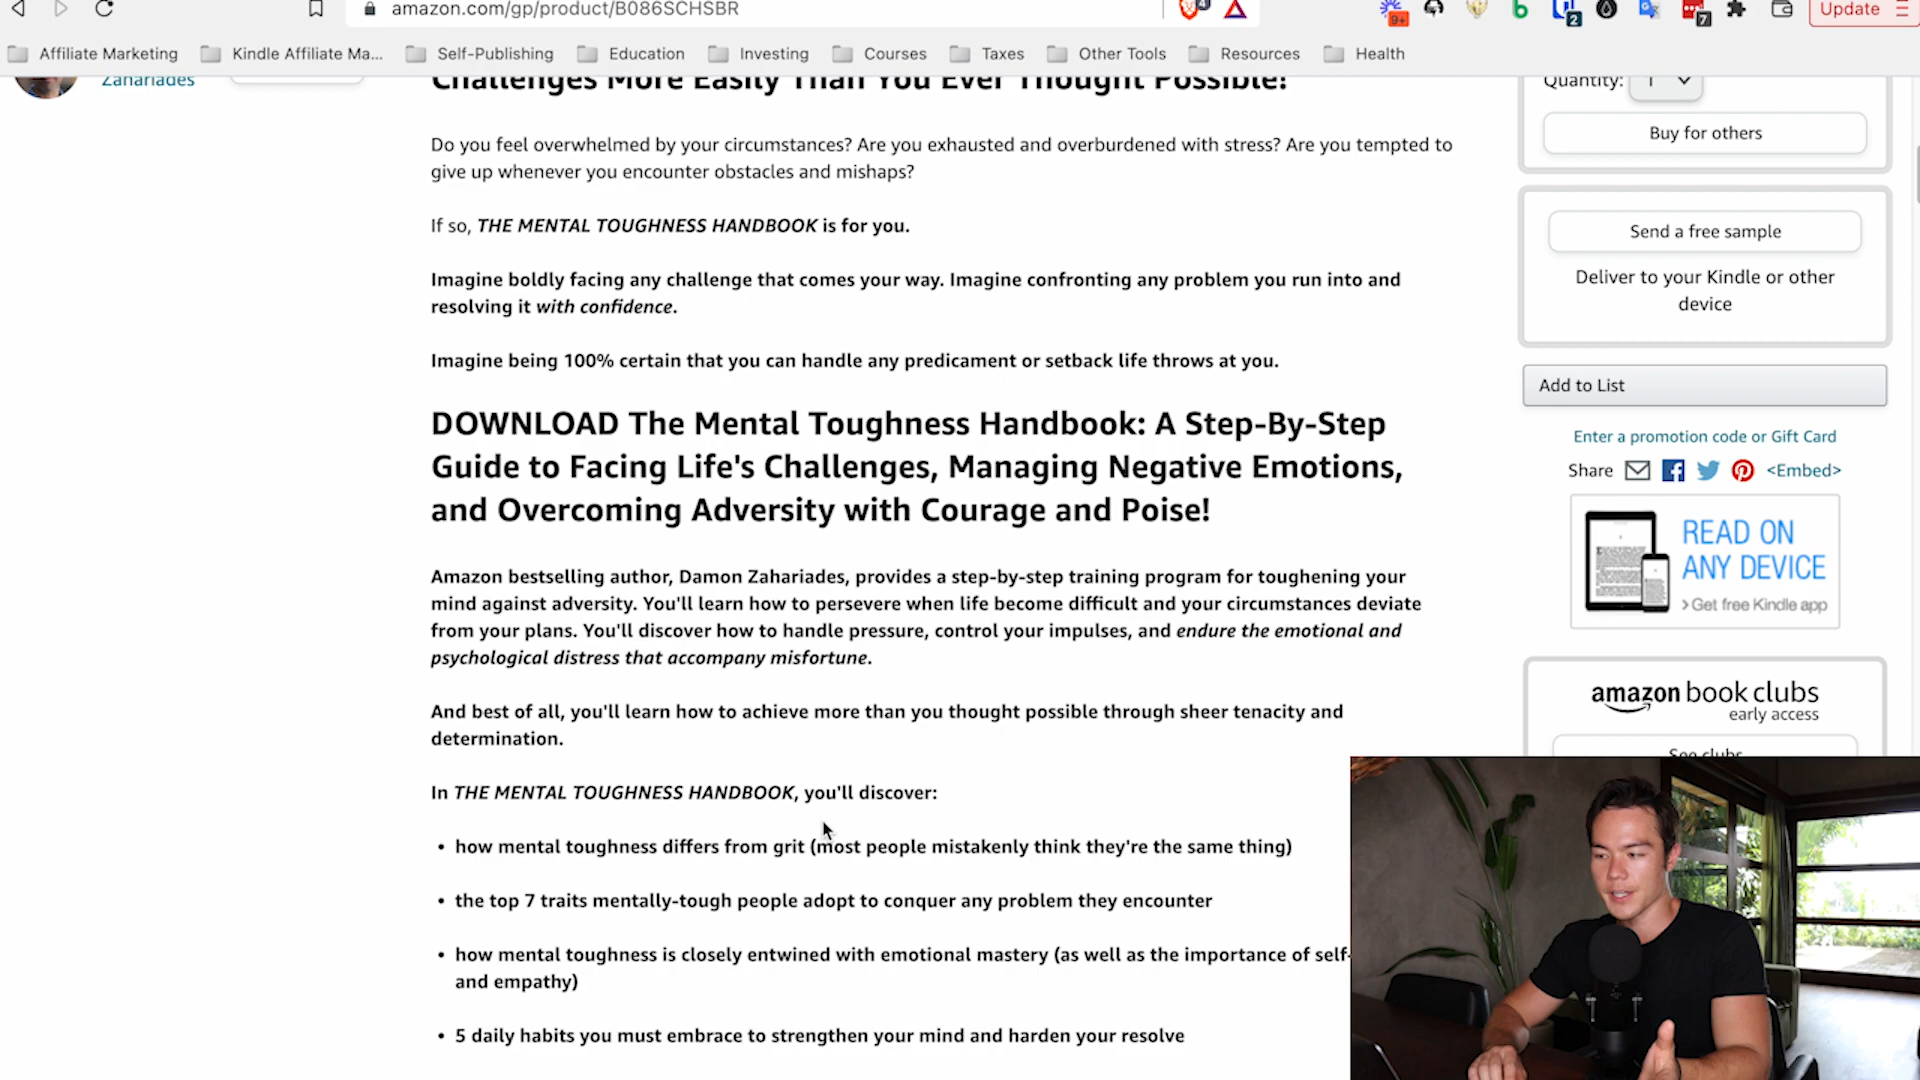 amazon.com/gp/product/B086SCHSBR
4
9+
2
7
Update
Affiliate Marketing
Kindle Affiliate Ma...
Self-Publishing
Education
Investing
Courses
Taxes
Other Tools
Resources
Health
Zahariades
Challenges More Easily Than You Ever Thought Possible!
Do you feel overwhelmed by your circumstances? Are you exhausted and overburdened with stress? Are you tempted to
give up whenever you encounter obstacles and mishaps?
If so, THE MENTAL TOUGHNESS HANDBOOK is for you.
Imagine boldly facing any challenge that comes your way. Imagine confronting any problem you run into and
resolving it with confidence.
Imagine being 100% certain that you can handle any predicament or setback life throws at you.
DOWNLOAD The Mental Toughness Handbook: A Step-By-Step
Guide to Facing Life's Challenges, Managing Negative Emotions,
and Overcoming Adversity with Courage and Poise!
Amazon bestselling author, Damon Zahariades, provides a step-by-step training program for toughening your
mind against adversity. You'll learn how to persevere when life become difficult and your circumstances deviate
from your plans. You'll discover how to handle pressure, control your impulses, and endure the emotional and
psychological distress that accompany misfortune.
And best of all, you'll learn how to achieve more than you thought possible through sheer tenacity and
determination.
In THE MENTAL TOUGHNESS HANDBOOK, you'll discover:
• how mental toughness differs from grit (most people mistakenly think they're the same thing)
• the top 7 traits mentally-tough people adopt to conquer any problem they encounter
• how mental toughness is closely entwined with emotional mastery (as well as the importance of self-
and empathy)
• 5 daily habits you must embrace to strengthen your mind and harden your resolve
Quantity: 1
Buy for others
Send a free sample
Deliver to your Kindle or other
device
Add to List
Enter a promotion code or Gift Card
Share <Embed>
READ ON
ANY DEVICE
› Get free Kindle app
amazon book clubs
early access
See clubs